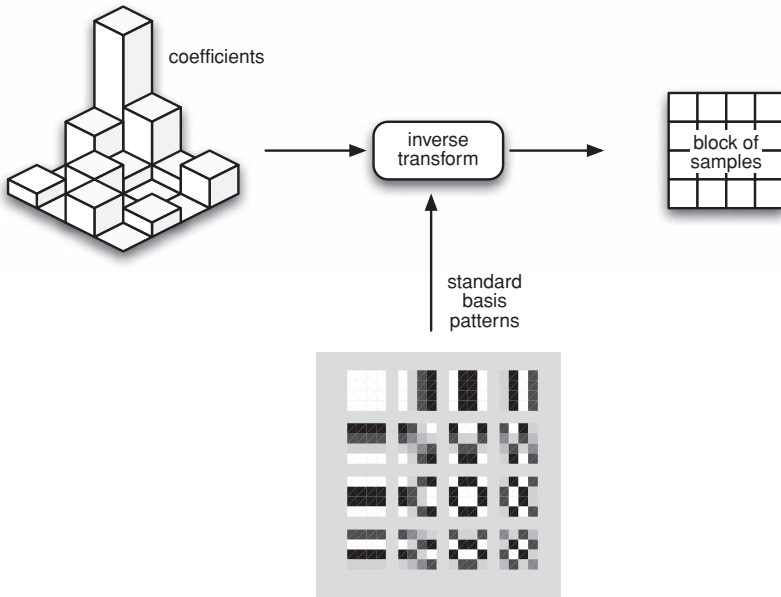 coefficients
inverse
transform
block of
samples
standard
basis
patterns